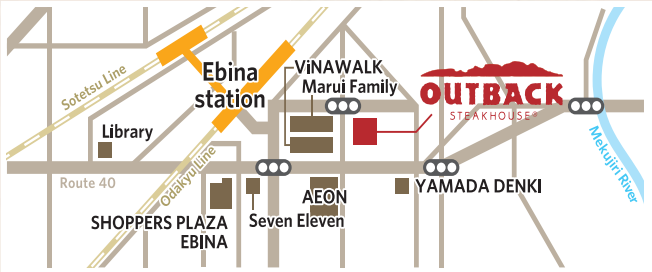 Sotetsu Line
Ebina
station
ViNAWALK
Marui Family
OUTBACK
STEAKHOUSE®
Library
Odakyu Line
Mekujiri River
Route 40
AEON
YAMADA DENKI
SHOPPERS PLAZA
EBINA
Seven Eleven